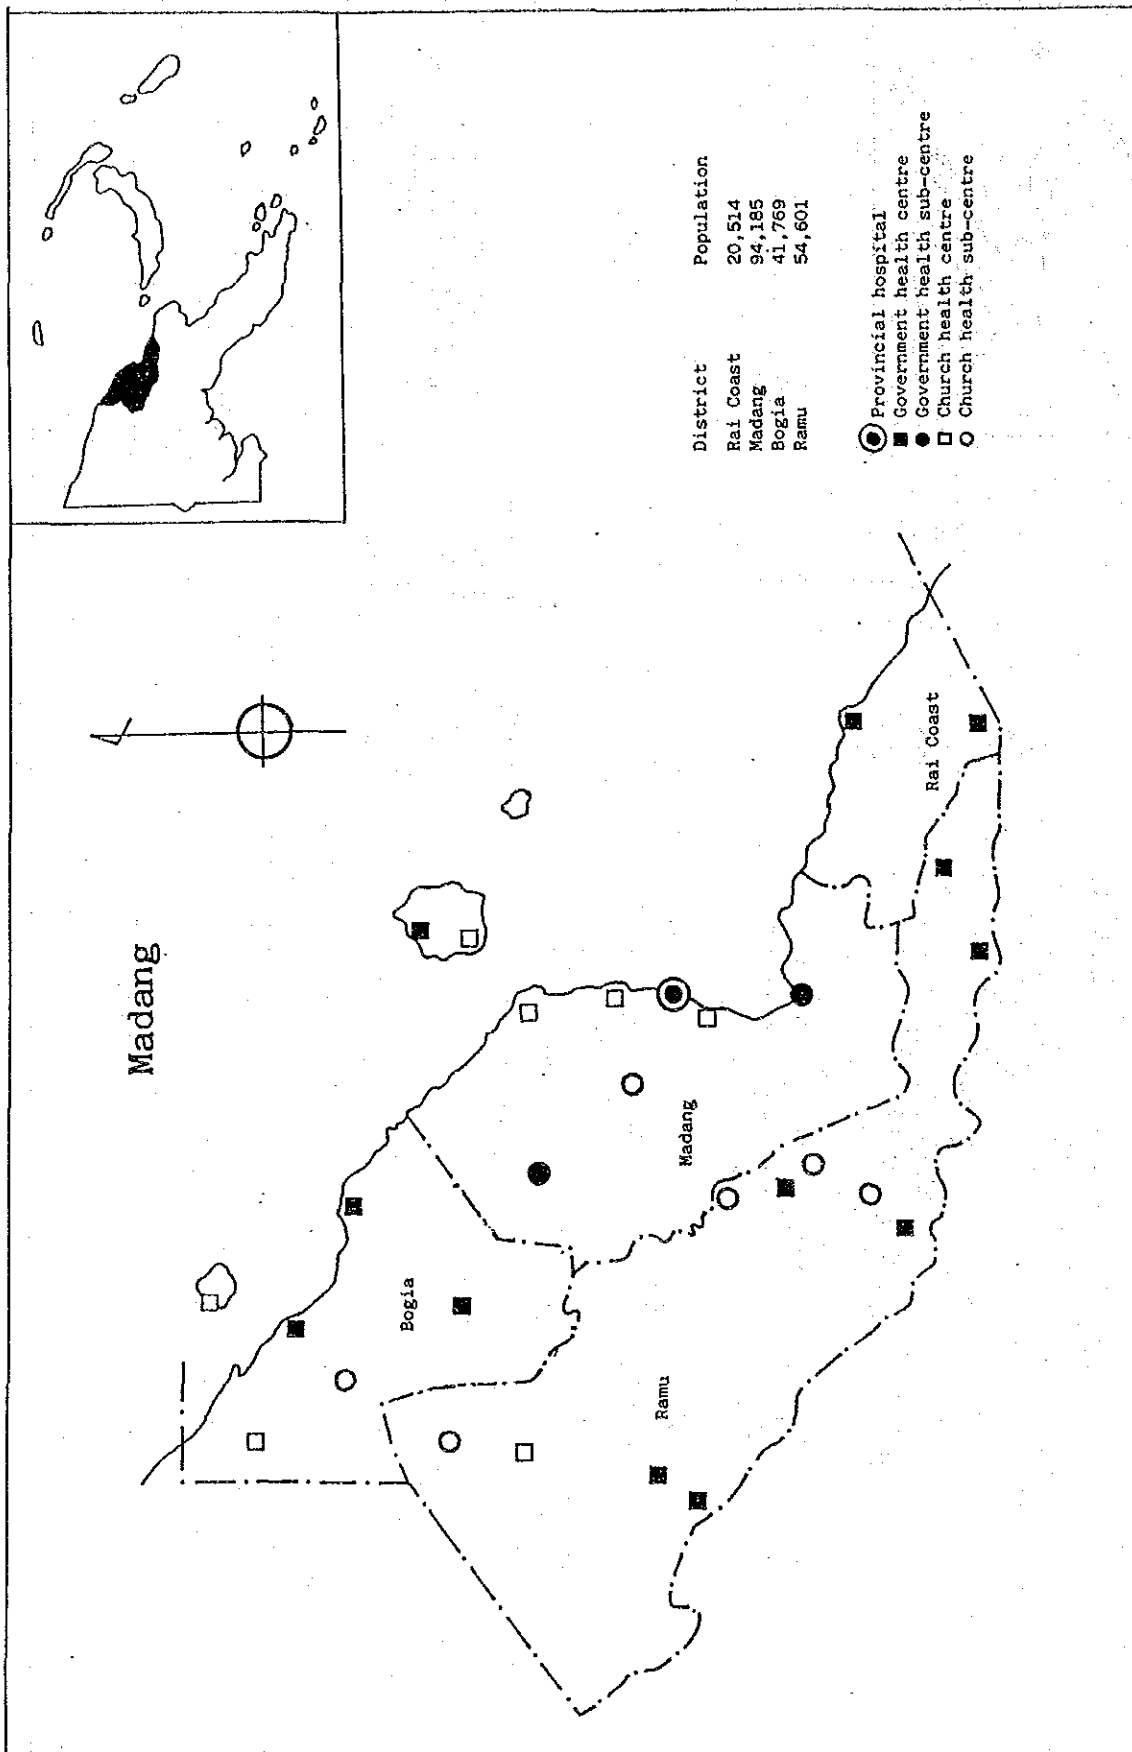 Madang
District Population
Rai Coast 20,514
Madang 94,185
Bogia 41,769
Ramu 54,601
Provincial hospital
Government health centre
Government health sub-centre
Church health centre
Church health sub-centre
Bogia
Madang
Ramu
Rai Coast